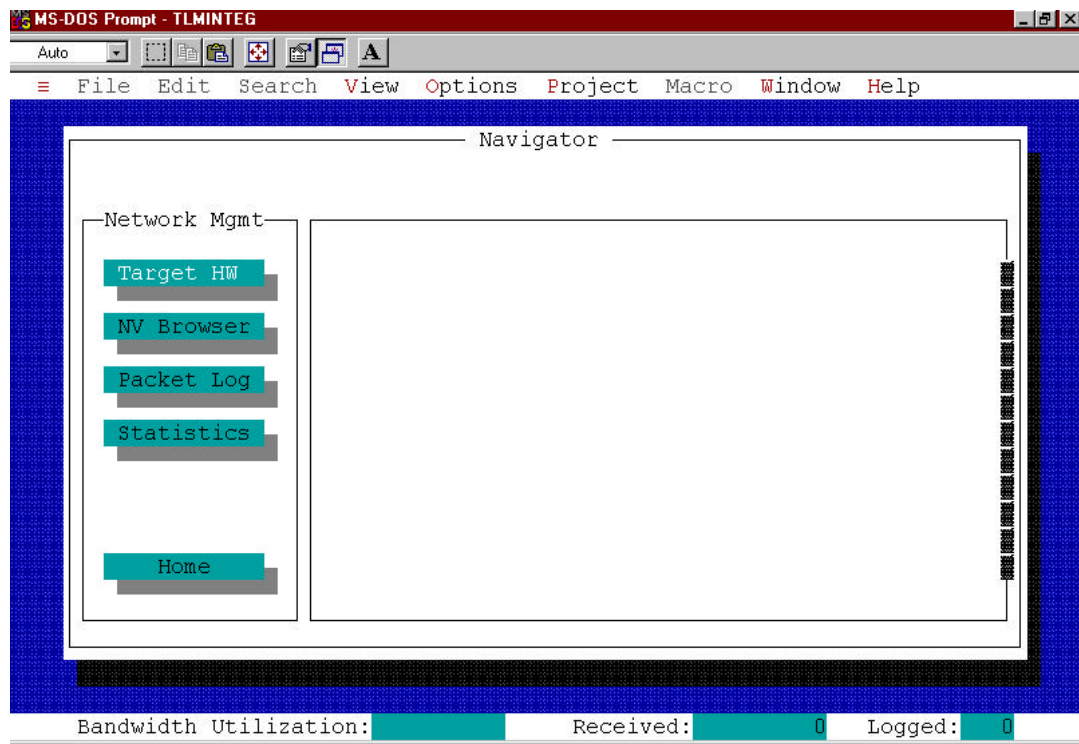 MS-DOS Prompt - TLMINTEG
Auto A
≡ File Edit Search View Options Project Macro Window Help
Navigator
Network Mgmt
Target HW
NV Browser
Packet Log
Statistics
Home
Bandwidth Utilization: Received: 0 Logged: 0